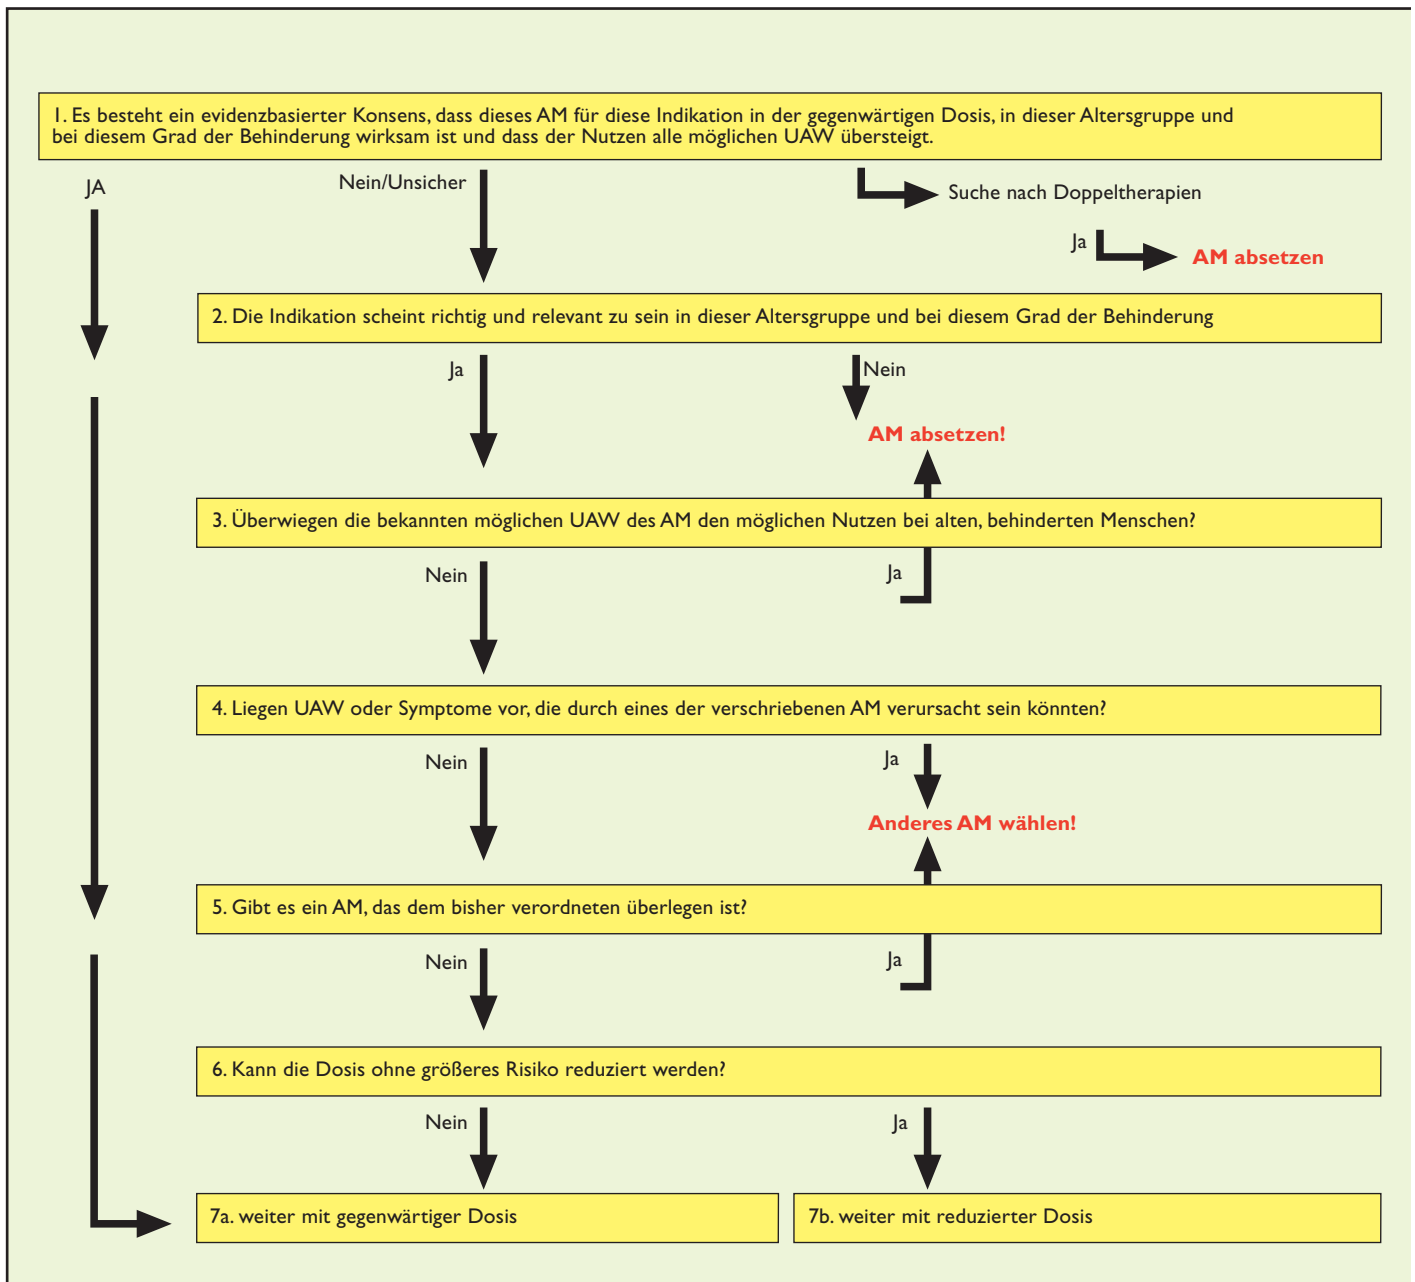 1. Es besteht ein evidenzbasierter Konsens, dass dieses AM für diese Indikation in der gegenwärtigen Dosis, in dieser Altersgruppe und
bei diesem Grad der Behinderung wirksam ist und dass der Nutzen alle möglichen UAW übersteigt.
JA
Nein/Unsicher
Suche nach Doppeltherapien
Ja
AM absetzen
2. Die Indikation scheint richtig und relevant zu sein in dieser Altersgruppe und bei diesem Grad der Behinderung
Ja
Nein
AM absetzen!
3. Überwiegen die bekannten möglichen UAW des AM den möglichen Nutzen bei alten, behinderten Menschen?
Nein
Ja
4. Liegen UAW oder Symptome vor, die durch eines der verschriebenen AM verursacht sein könnten?
Nein
Ja
Anderes AM wählen!
5. Gibt es ein AM, das dem bisher verordneten überlegen ist?
Nein
Ja
6. Kann die Dosis ohne größeres Risiko reduziert werden?
Nein
Ja
7a. weiter mit gegenwärtiger Dosis
7b. weiter mit reduzierter Dosis